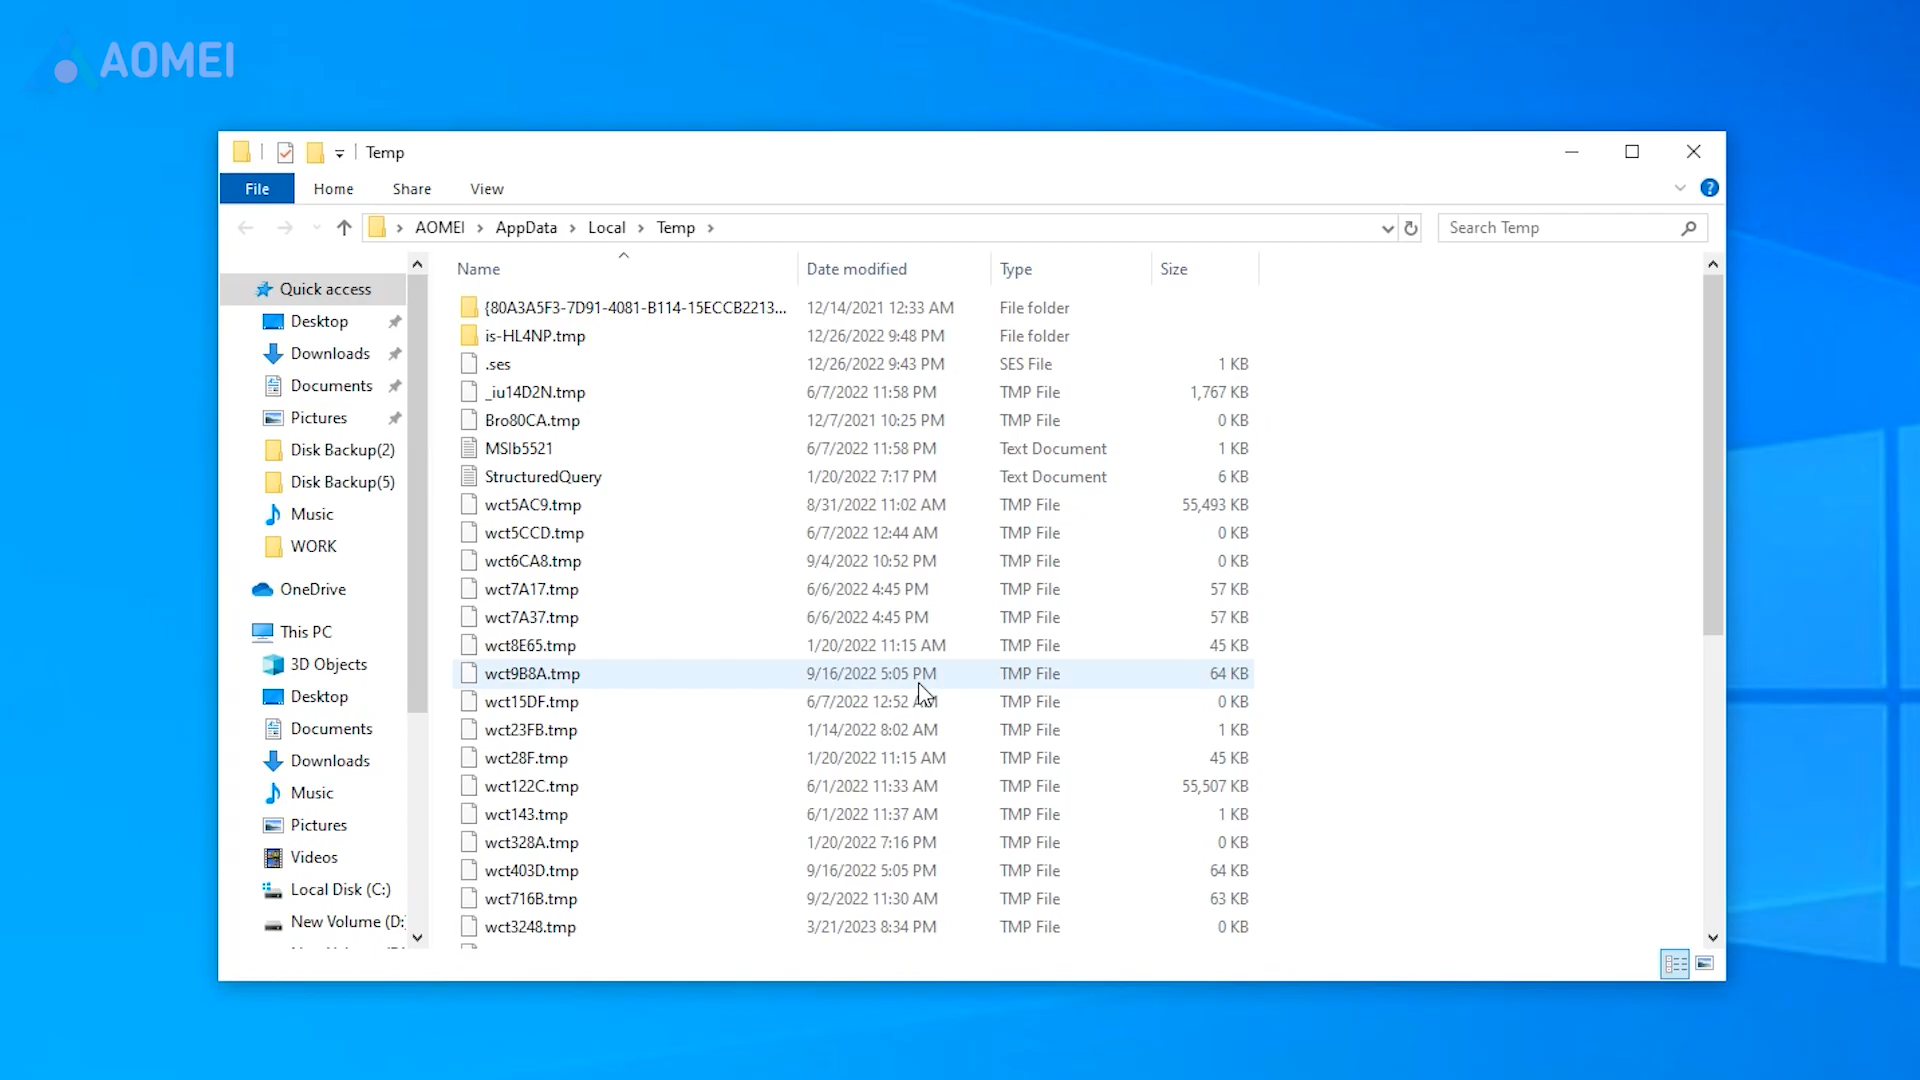 AOMEI
Temp
File Home Share View
AOMEI AppData Local Temp
Search Temp
Name Date modified Type Size
Quick access
Desktop
Downloads
Documents
Pictures
Disk Backup(2)
Disk Backup(5)
Music
WORK
OneDrive
This PC
3D Objects
Desktop
Documents
Downloads
Music
Pictures
Videos
Local Disk (C:)
New Volume (D:
{80A3A5F3-7D91-4081-B114-15ECCB2213... 12/14/2021 12:33 AM File folder
is-HL4NP.tmp 12/26/2022 9:48 PM File folder
.ses 12/26/2022 9:43 PM SES File 1 KB
_iu14D2N.tmp 6/7/2022 11:58 PM TMP File 1,767 KB
Bro80CA.tmp 12/7/2021 10:25 PM TMP File 0 KB
MSIb5521 6/7/2022 11:58 PM Text Document 1 KB
StructuredQuery 1/20/2022 7:17 PM Text Document 6 KB
wct5AC9.tmp 8/31/2022 11:02 AM TMP File 55,493 KB
wct5CCD.tmp 6/7/2022 12:44 AM TMP File 0 KB
wct6CA8.tmp 9/4/2022 10:52 PM TMP File 0 KB
wct7A17.tmp 6/6/2022 4:45 PM TMP File 57 KB
wct7A37.tmp 6/6/2022 4:45 PM TMP File 57 KB
wct8E65.tmp 1/20/2022 11:15 AM TMP File 45 KB
wct9B8A.tmp 9/16/2022 5:05 PM TMP File 64 KB
wct15DF.tmp 6/7/2022 12:52 AM TMP File 0 KB
wct23FB.tmp 1/14/2022 8:02 AM TMP File 1 KB
wct28F.tmp 1/20/2022 11:15 AM TMP File 45 KB
wct122C.tmp 6/1/2022 11:33 AM TMP File 55,507 KB
wct143.tmp 6/1/2022 11:37 AM TMP File 1 KB
wct328A.tmp 1/20/2022 7:16 PM TMP File 0 KB
wct403D.tmp 9/16/2022 5:05 PM TMP File 64 KB
wct716B.tmp 9/2/2022 11:30 AM TMP File 63 KB
wct3248.tmp 3/21/2023 8:34 PM TMP File 0 KB